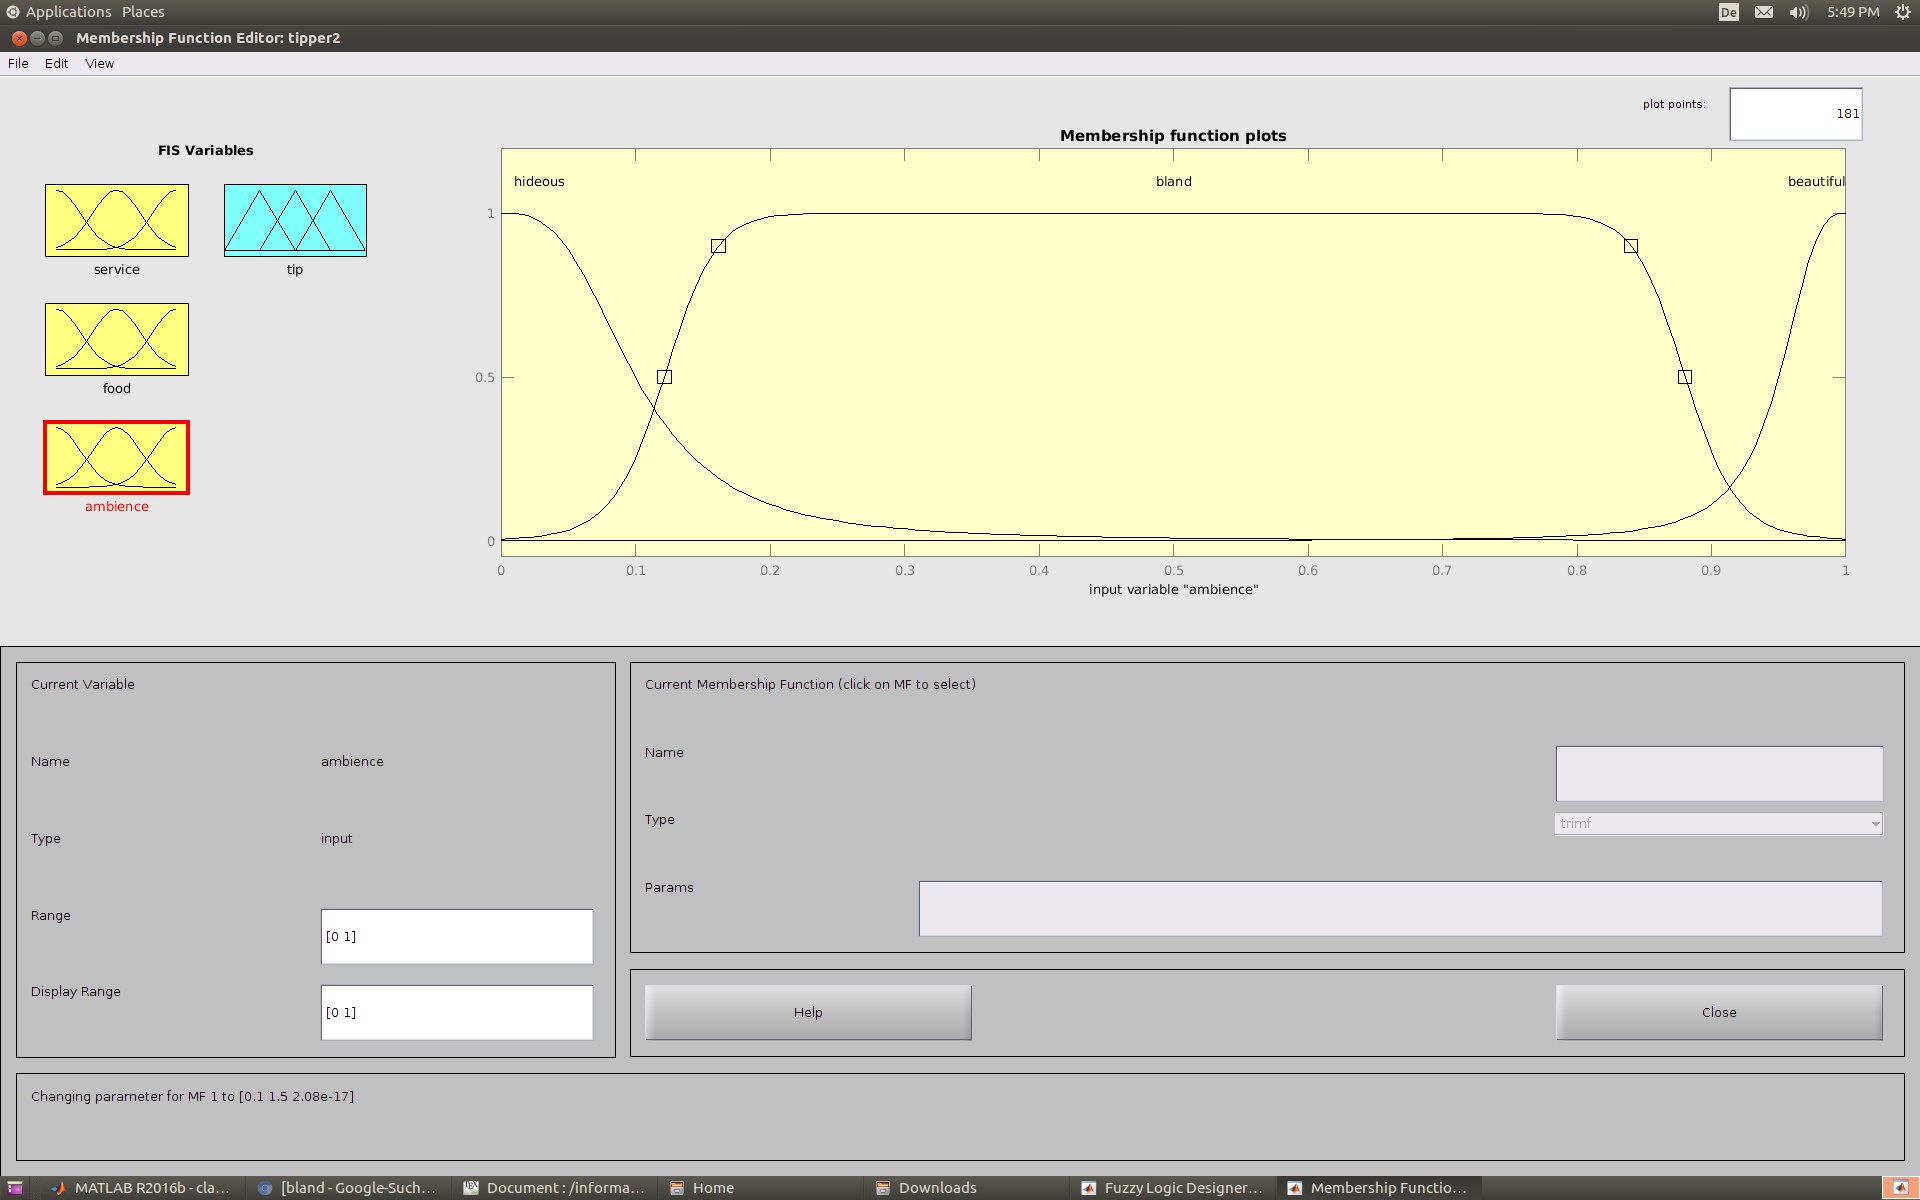 Applications Places De 5:49 PM
Membership Function Editor: tipper2
File Edit View
plot points: 181
FIS Variables
service tip
food
ambience
Membership function plots
hideous bland beautiful
1
0.5
0
0 0.1 0.2 0.3 0.4 0.5 0.6 0.7 0.8 0.9 1
input variable "ambience"
Current Variable
Name ambience
Type input
Range [0 1]
Display Range [0 1]
Current Membership Function (click on MF to select)
Name
Type trimf
Params
Help Close
Changing parameter for MF 1 to [0.1 1.5 2.08e-17]
MATLAB R2016b - cla... [bland - Google-Such... Document : /informa... Home Downloads Fuzzy Logic Designer... Membership Functio...